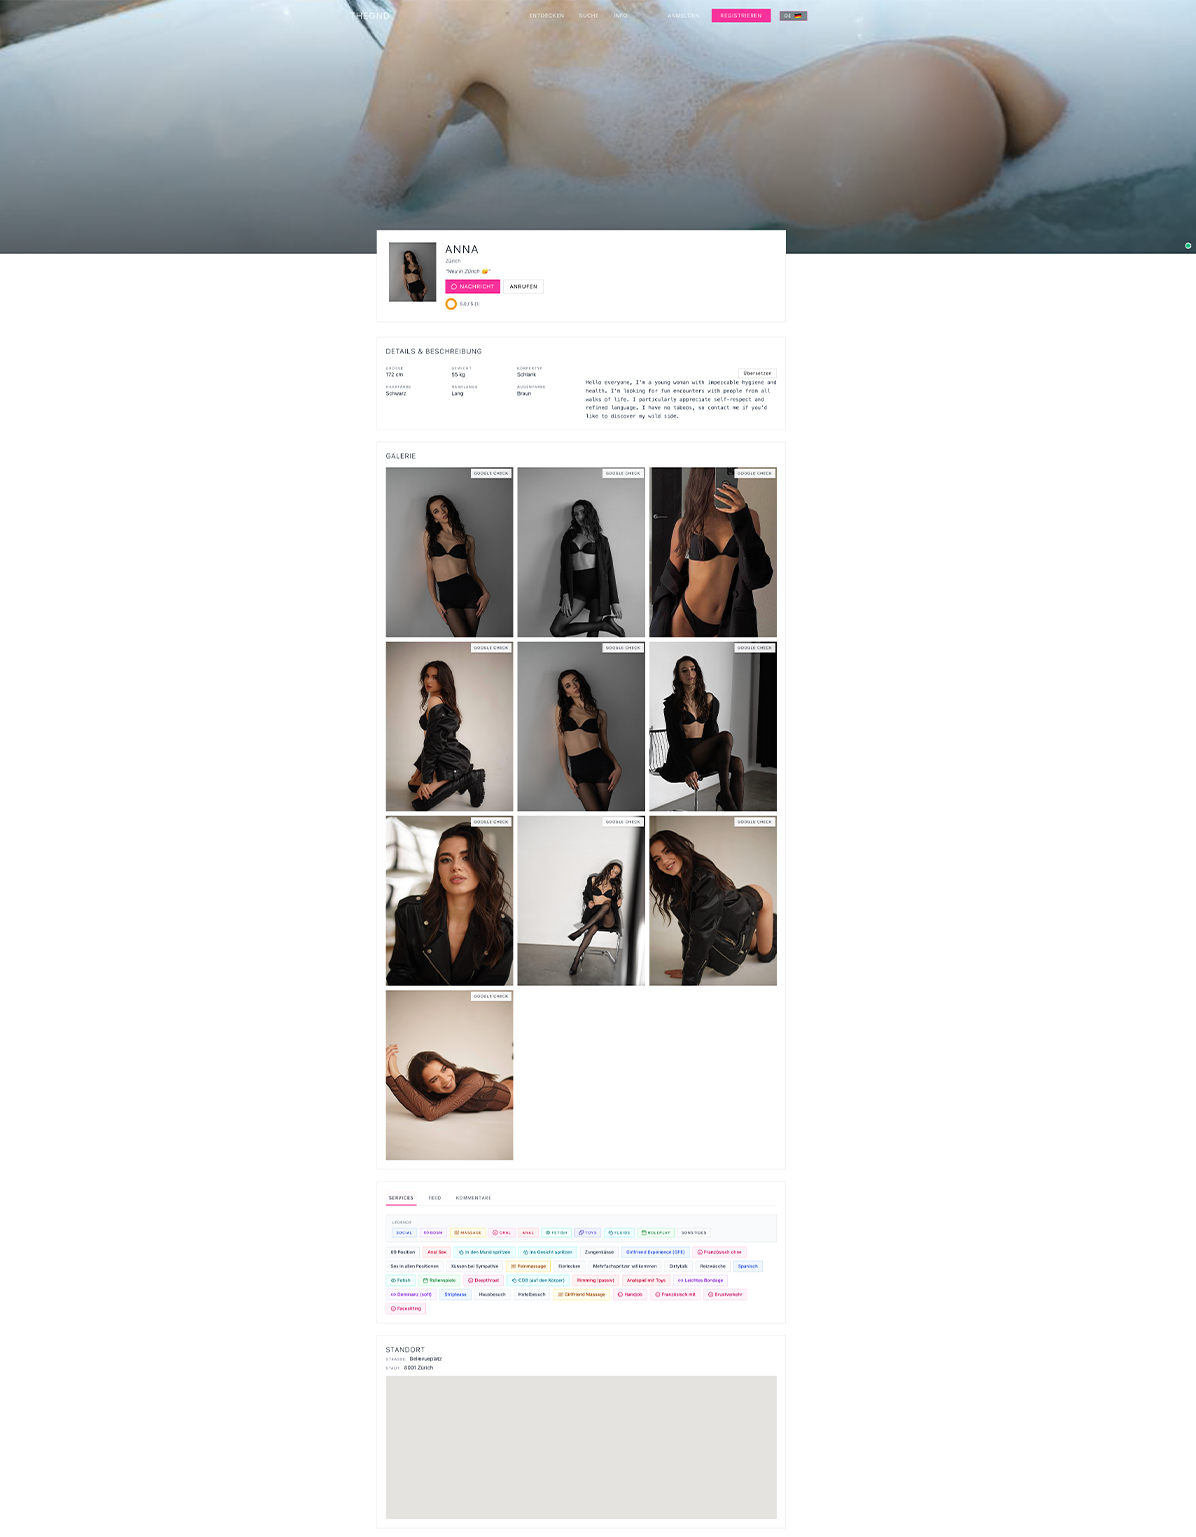 THEOND
ENTDECKEN SUCHE INFO ANMELDEN REGISTRIEREN DE
ANNA
Zürich
"Neu in Zürich 😘"
NACHRICHT ANRUFEN
5.0 / 5 (1)
DETAILS & BESCHREIBUNG
GRÖSSE GEWICHT KÖRPERTYP
172 cm 55 kg Schlank
HAARFARBE HAARLÄNGE AUGENFARBE
Schwarz Lang Braun
Übersetzen
Hello everyone, I'm a young woman with impeccable hygiene and
health. I'm looking for fun encounters with people from all
walks of life. I particularly appreciate self-respect and
refined language. I have no taboos, so contact me if you'd
like to discover my wild side.
GALERIE
GOOGLE CHECK GOOGLE CHECK GOOGLE CHECK
GOOGLE CHECK GOOGLE CHECK GOOGLE CHECK
GOOGLE CHECK GOOGLE CHECK GOOGLE CHECK
GOOGLE CHECK
SERVICES FEED KOMMENTARE
LEGENDE
SOCIAL BDSM MASSAGE ORAL ANAL FETISH TOYS FLUIDS ROLEPLAY SONSTIGES
69 Position Anal Sex In den Mund spritzen Ins Gesicht spritzen Zungenküsse Girlfriend Experience (GFE) Französisch ohne
Sex in allen Positionen Küssen bei Sympathie Paarmassage Eierlecken Mehrfachspritzer willkommen Dirtytalk Reizwäsche Spanisch
Fetish Rollenspiele Deepthroat COB (auf den Körper) Rimming (passiv) Analspiel mit Toys Leichtes Bondage
Dominanz (soft) Striptease Hausbesuch Hotelbesuch Girlfriend Massage Handjob Französisch mit Brustverkehr
Facesitting
STANDORT
STRASSE Bellevueplatz
STADT 8001 Zürich